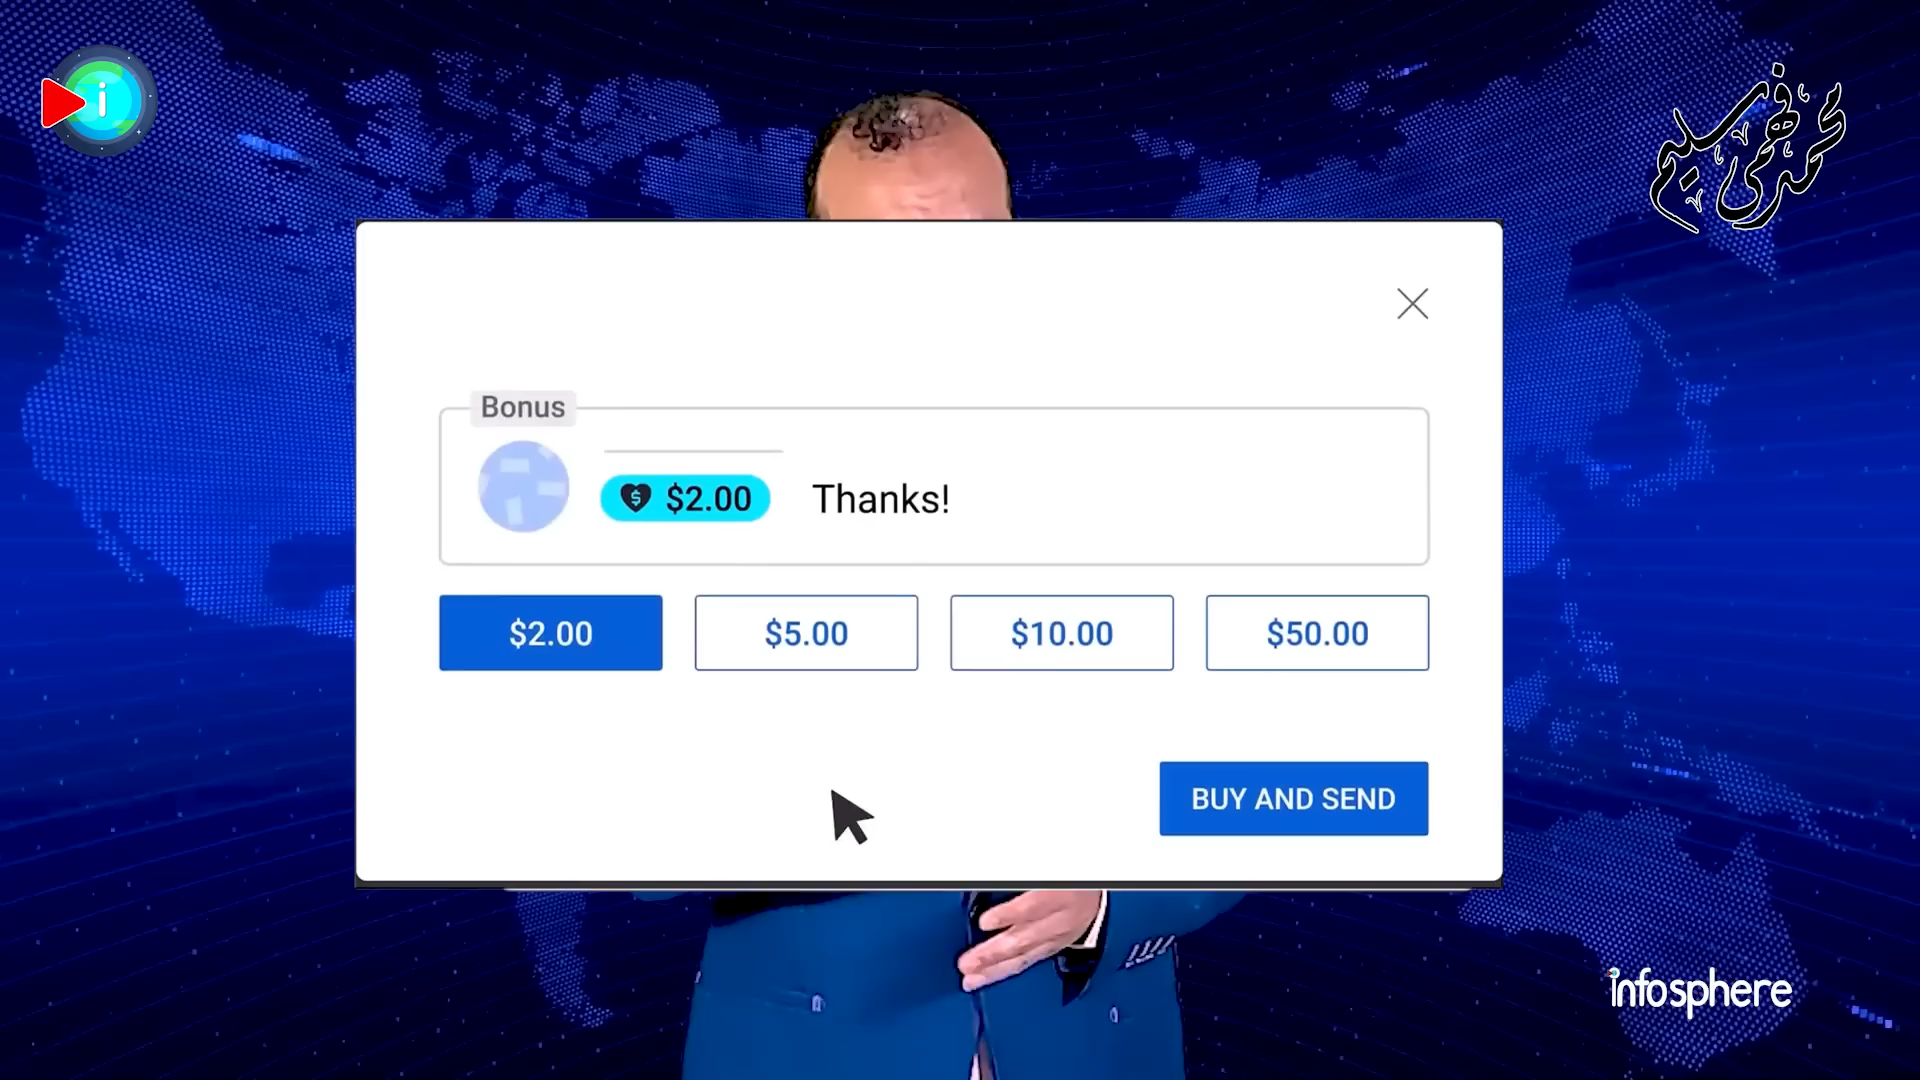 i
محمد فهمي سليم
Bonus
$2.00 Thanks!
$2.00 $5.00 $10.00 $50.00
BUY AND SEND
infosphere